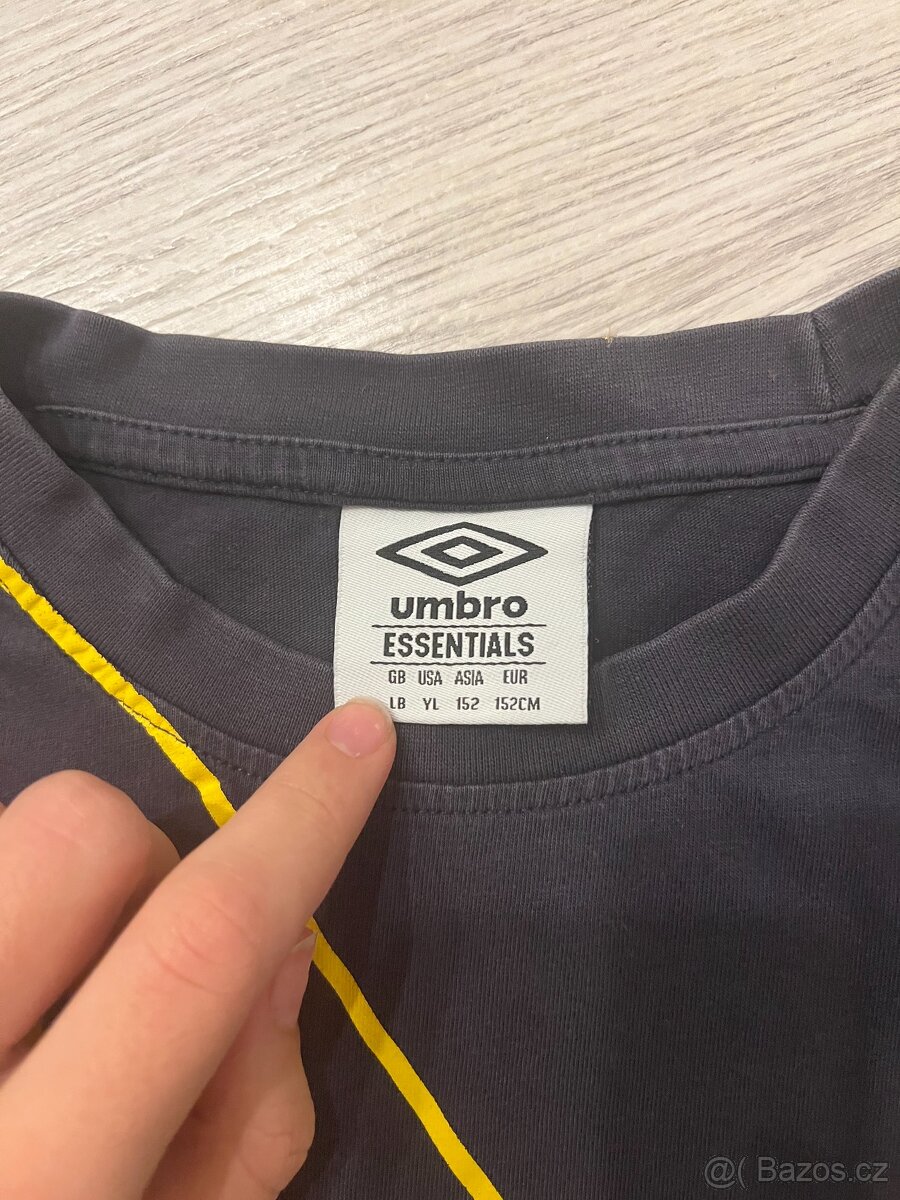 umbro
ESSENTIALS
GB USA ASIA EUR
LB YL 152 152CM
@( Bazos.cz